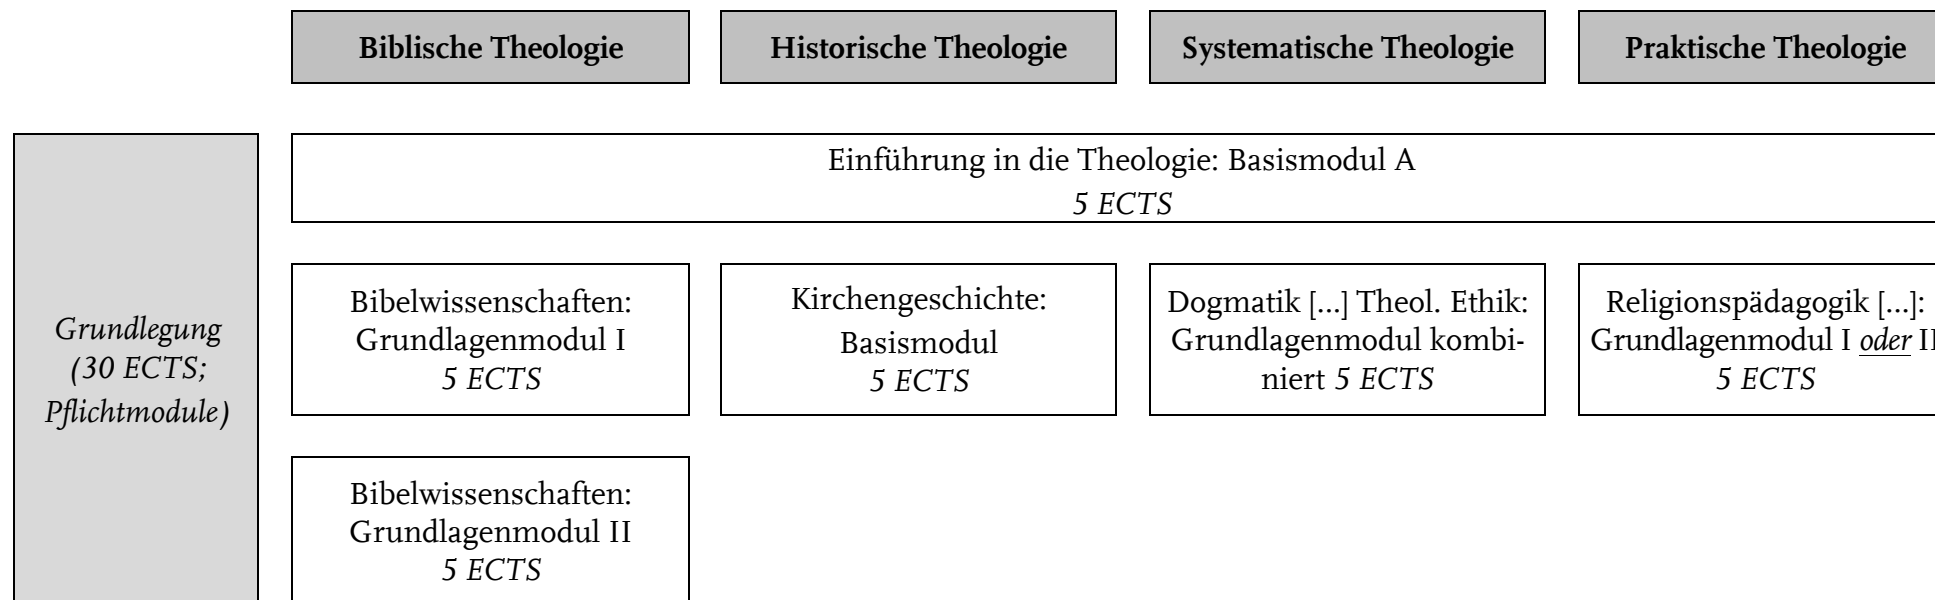 Biblische Theologie
Historische Theologie
Systematische Theologie
Praktische Theologie
Grundlegung
(30 ECTS;
Pflichtmodule)
Einführung in die Theologie: Basismodul A
5 ECTS
Bibelwissenschaften:
Grundlagenmodul I
5 ECTS
Kirchengeschichte:
Basismodul
5 ECTS
Dogmatik [...] Theol. Ethik:
Grundlagenmodul kombi-
niert 5 ECTS
Religionspädagogik [...]:
Grundlagenmodul I oder II
5 ECTS
Bibelwissenschaften:
Grundlagenmodul II
5 ECTS